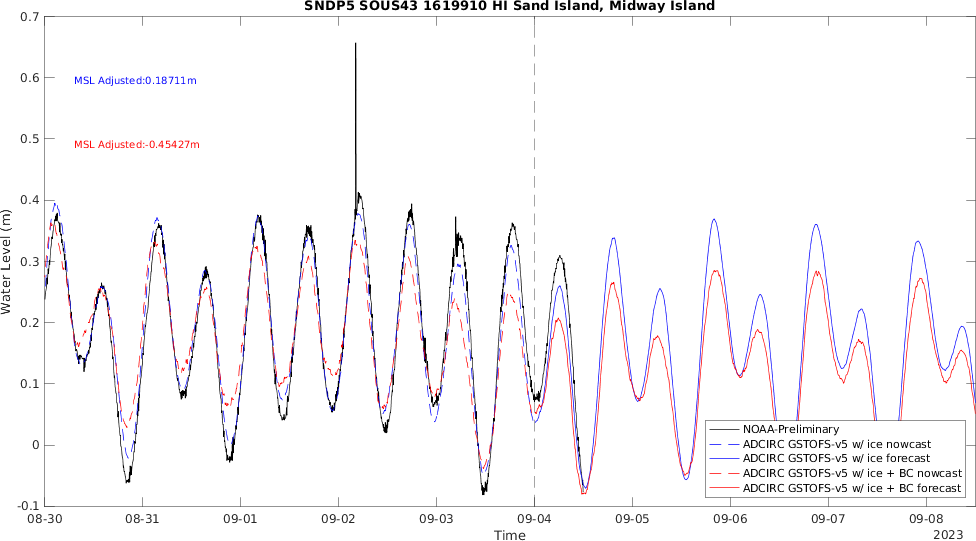 SNDP5 SOUS43 1619910 HI Sand Island, Midway Island
0.7
0.6
0.5
0.4
0.3
0.2
0.1
0
-0.1
Water Level (m)
MSL Adjusted:0.18711m
MSL Adjusted:-0.45427m
NOAA-Preliminary
ADCIRC GSTOFS-v5 w/ ice nowcast
ADCIRC GSTOFS-v5 w/ ice forecast
ADCIRC GSTOFS-v5 w/ ice + BC nowcast
ADCIRC GSTOFS-v5 w/ ice + BC forecast
08-30 08-31 09-01 09-02 09-03 09-04 09-05 09-06 09-07 09-08
Time
2023